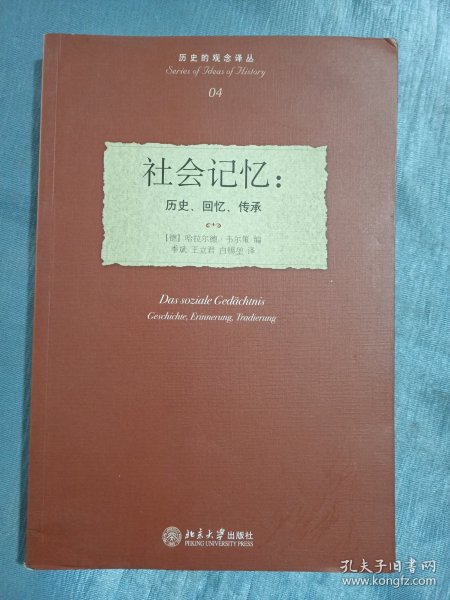 历史的观念译丛
Series of Ideas of History
04
社会记忆：
历史、回忆、传承
［德］哈拉尔德·韦尔策 编
季斌 王立君 白锡堃 译
Das soziale Gedächtnis
Geschichte, Erinnerung, Tradierung
北京大学出版社
PEKING UNIVERSITY PRESS
孔夫子旧书网
www.kongfz.com